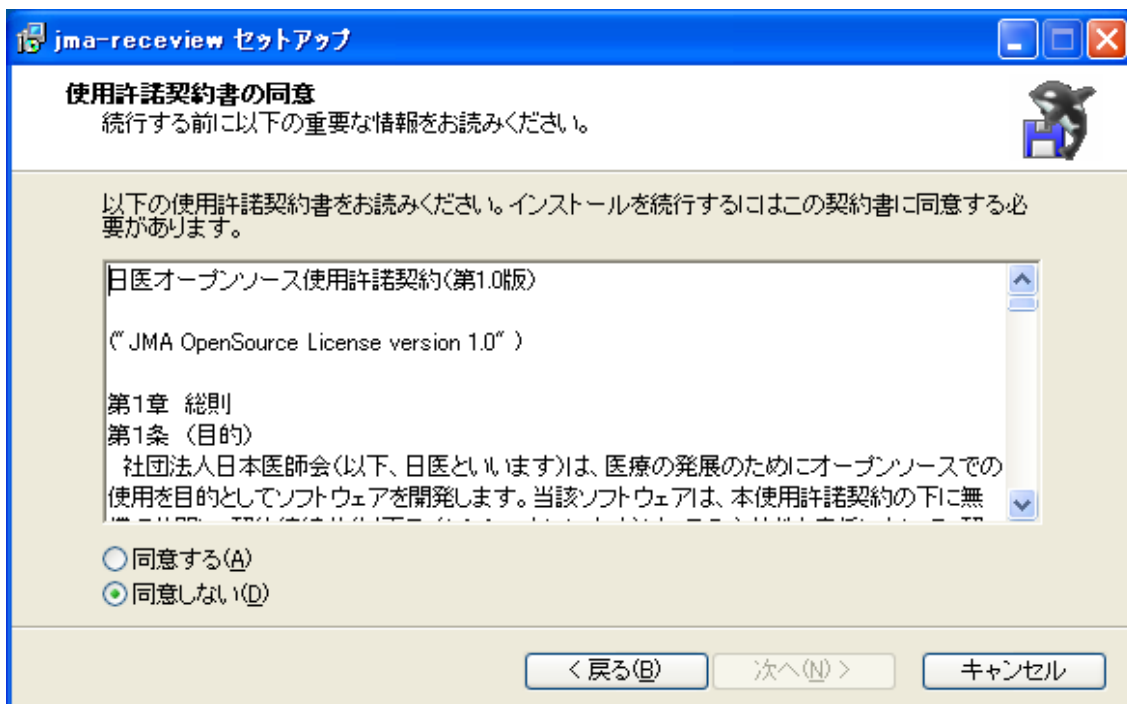 jma-receview セットアップ
使用許諾契約書の同意
続行する前に以下の重要な情報をお読みください。
以下の使用許諾契約書をお読みください。インストールを続行するにはこの契約書に同意する必
要があります。
日医オープンソース使用許諾契約(第1.0版)
(“ JMA OpenSource License version 1.0” )
第1章 総則
第1条 (目的)
社団法人日本医師会(以下、日医といいます)は、医療の発展のためにオープンソースでの
使用を目的としてソフトウェアを開発します。当該ソフトウェアは、本使用許諾契約の下に無
同意する(A)
同意しない(D)
< 戻る(B)
次へ(N) >
キャンセル